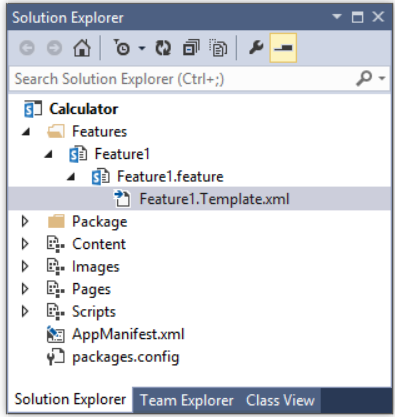 Solution Explorer
Search Solution Explorer (Ctrl+;)
Calculator
Features
Feature1
Feature1.feature
Feature1.Template.xml
Package
Content
Images
Pages
Scripts
AppManifest.xml
packages.config
Solution Explorer Team Explorer Class View